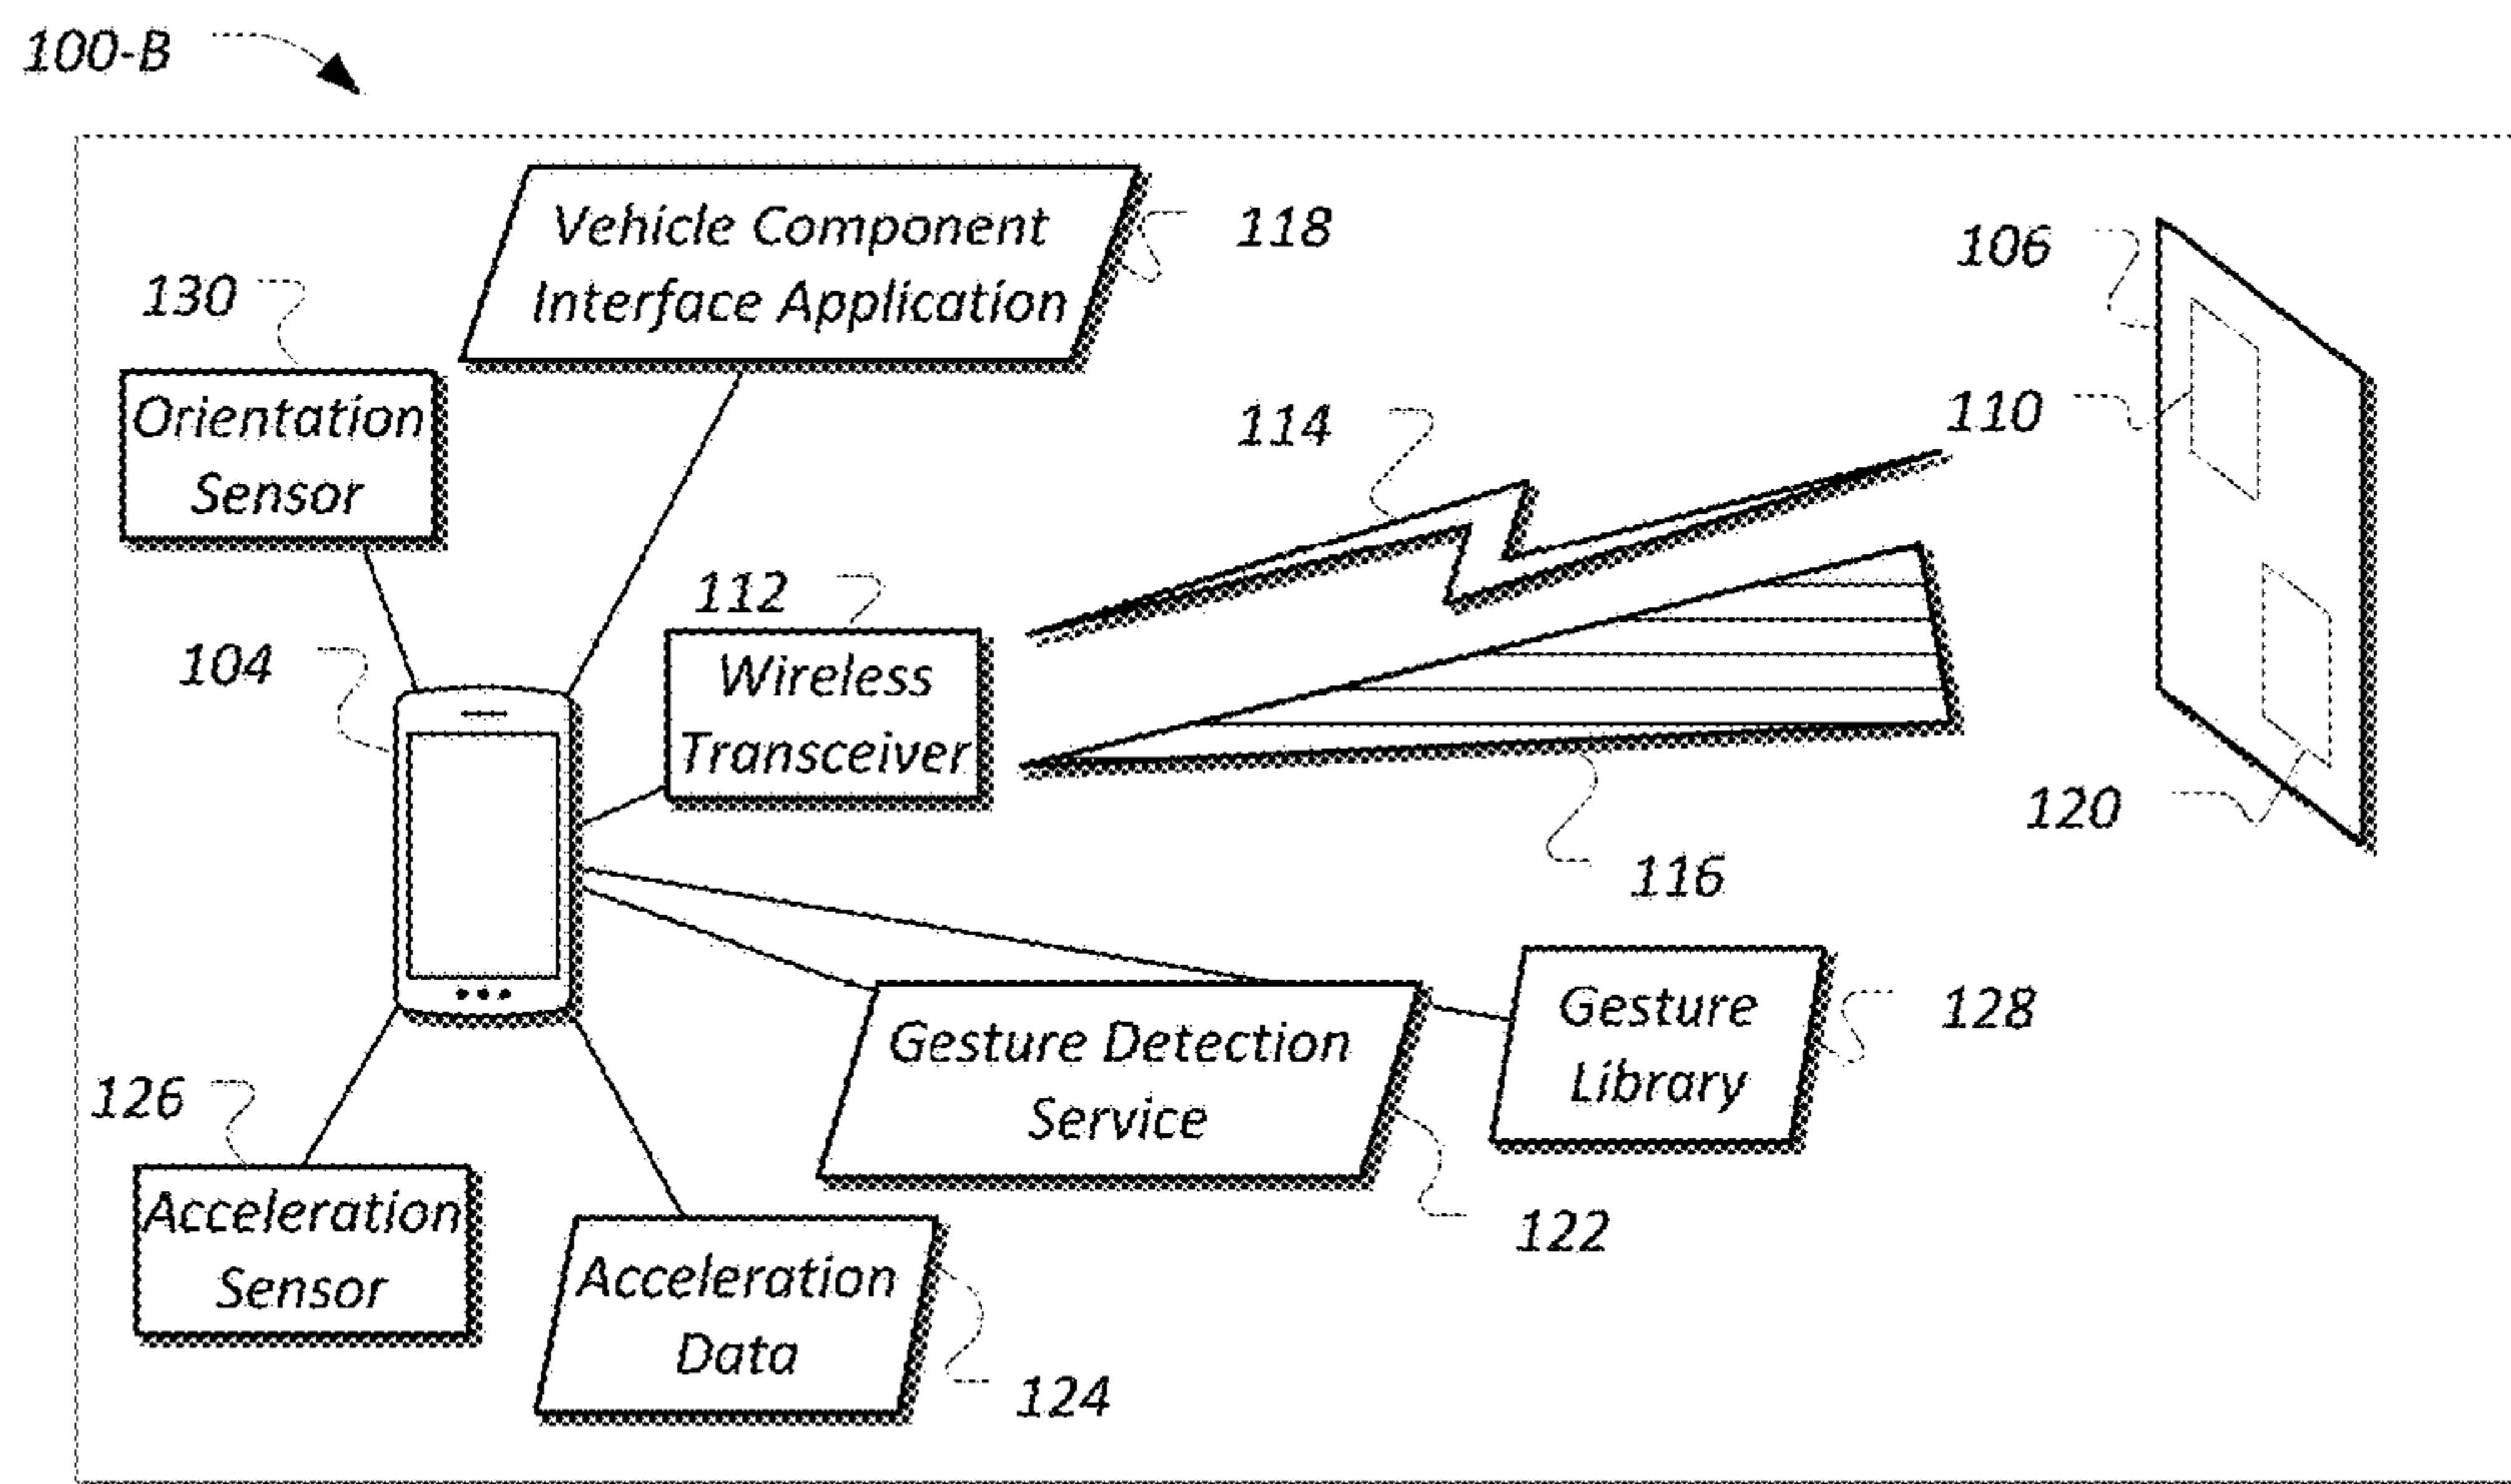 100-B
Vehicle Component
Interface Application
118
106
130
Orientation
Sensor
110
114
112
104
Wireless
Transceiver
120
116
Gesture Detection
Service
Gesture
Library
128
126
122
Acceleration
Sensor
Acceleration
Data
124